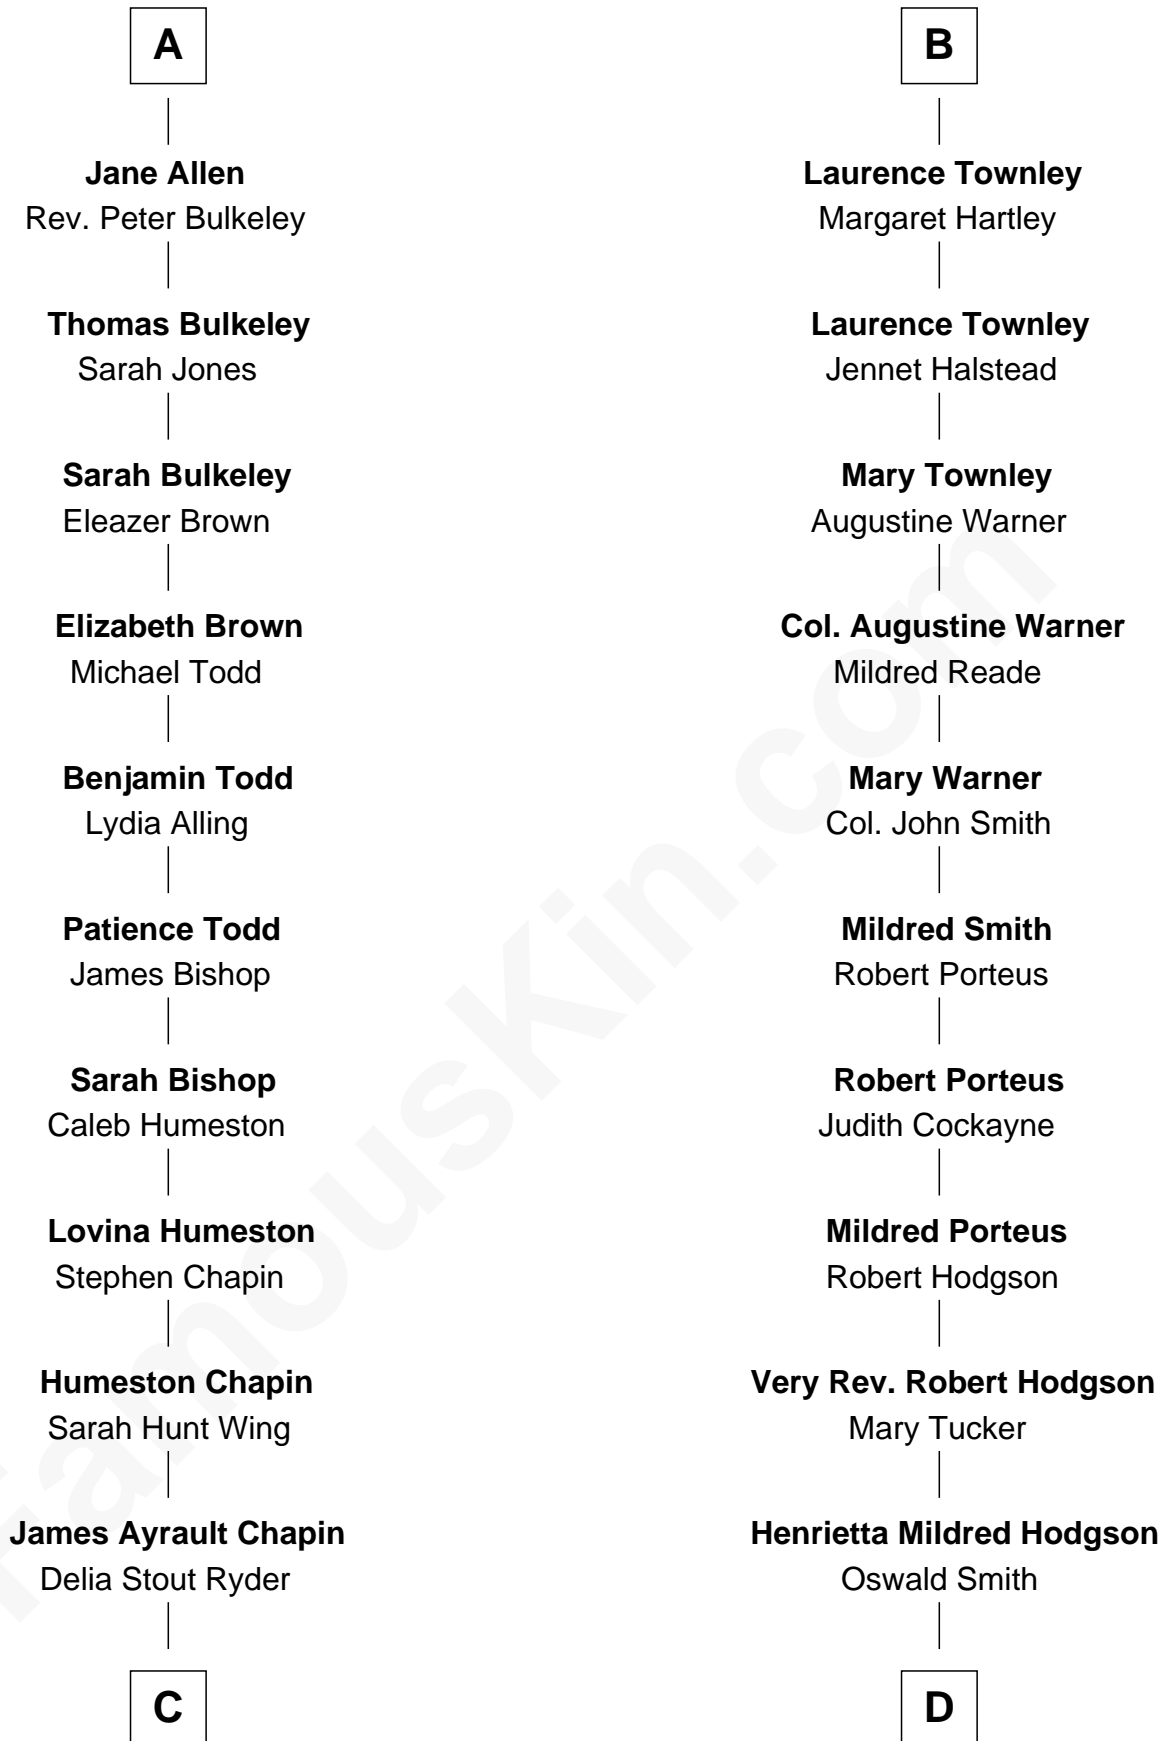 A
Jane Allen
Rev. Peter Bulkeley
Thomas Bulkeley
Sarah Jones
Sarah Bulkeley
Eleazer Brown
Elizabeth Brown
Michael Todd
Benjamin Todd
Lydia Alling
Patience Todd
James Bishop
Sarah Bishop
Caleb Humeston
Lovina Humeston
Stephen Chapin
Humeston Chapin
Sarah Hunt Wing
James Ayrault Chapin
Delia Stout Ryder
C
B
Laurence Townley
Margaret Hartley
Laurence Townley
Jennet Halstead
Mary Townley
Augustine Warner
Col. Augustine Warner
Mildred Reade
Mary Warner
Col. John Smith
Mildred Smith
Robert Porteus
Robert Porteus
Judith Cockayne
Mildred Porteus
Robert Hodgson
Very Rev. Robert Hodgson
Mary Tucker
Henrietta Mildred Hodgson
Oswald Smith
D
FamousKin.com